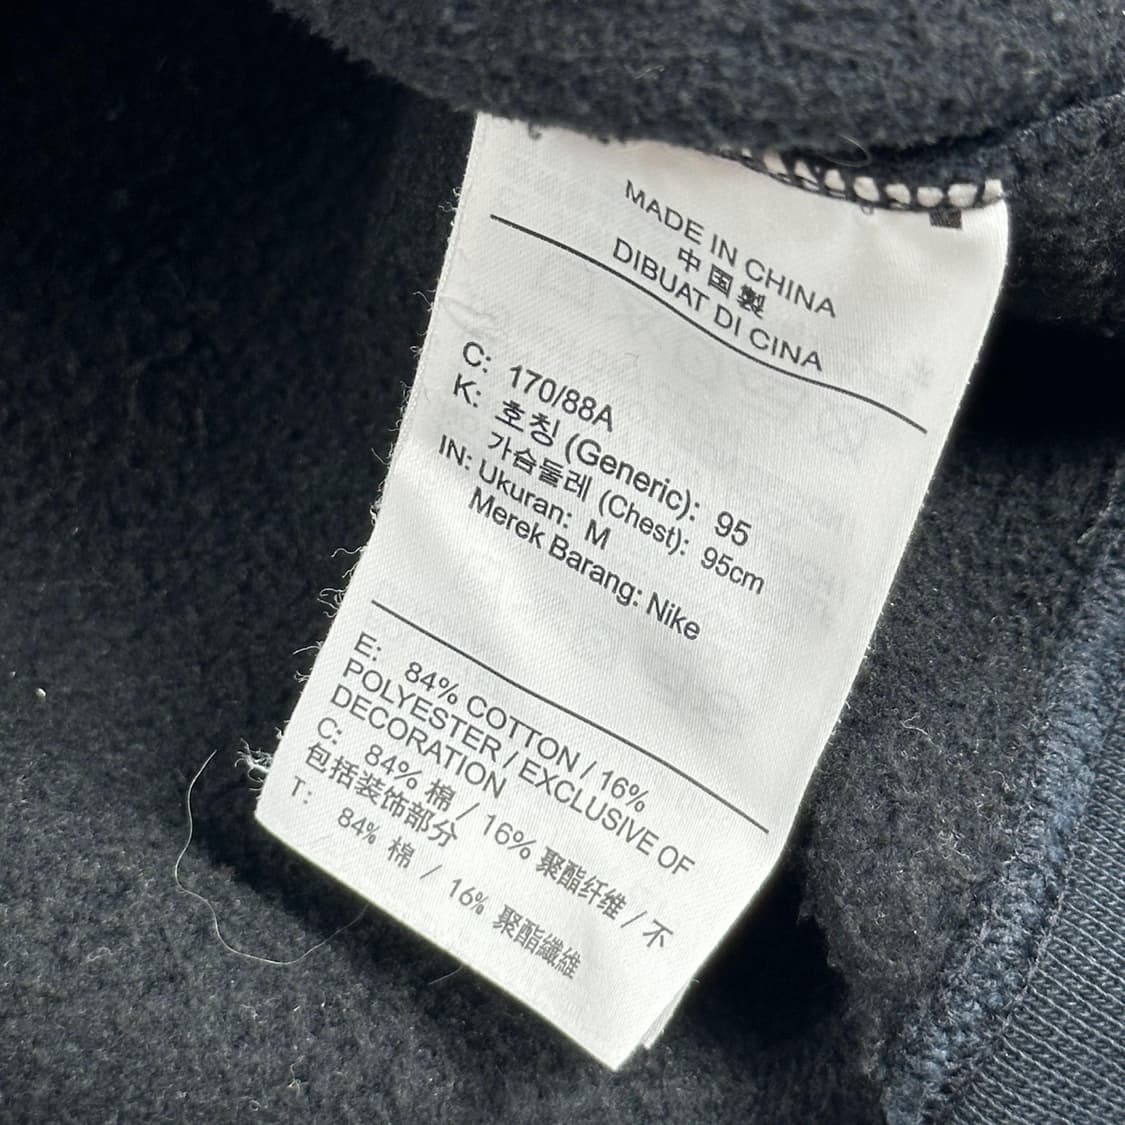 MADE IN CHINA
中国製
DIBUAT DI CINA
C: 170/88A
K: 호칭 (Generic): 95
가슴둘레 (Chest): 95cm
IN: Ukuran: M
Merek Barang: Nike
E: 84% COTTON / 16%
POLYESTER / EXCLUSIVE OF
DECORATION
C: 84% 棉 / 16% 聚酯纤维 / 不
包括装饰部分
T: 84% 棉 / 16% 聚酯纖維